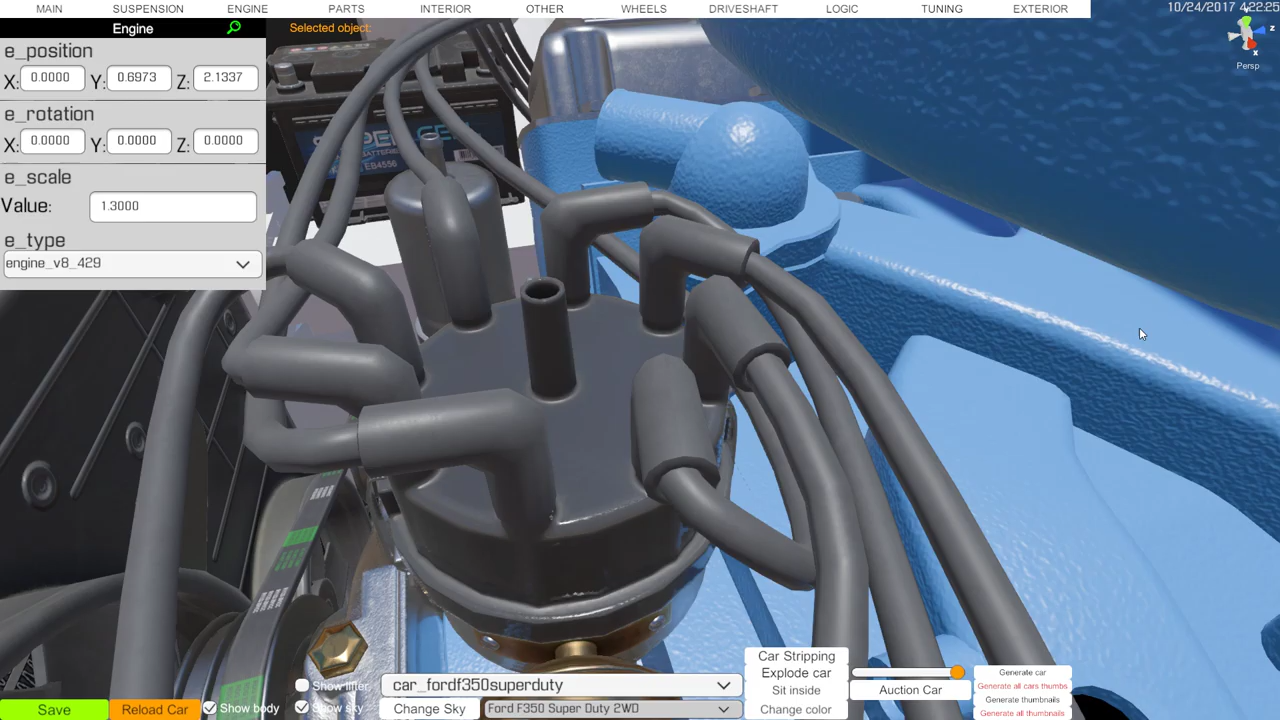 MAIN SUSPENSION ENGINE PARTS INTERIOR OTHER WHEELS DRIVESHAFT LOGIC TUNING EXTERIOR
10/24/2017 4:22:25
Engine
Selected object:
e_position
X: 0.0000 Y: 0.6973 Z: 2.1337
e_rotation
X: 0.0000 Y: 0.0000 Z: 0.0000
e_scale
Value: 1.3000
e_type
engine_v8_429
y
z
x
Persp
EB4556
Car Stripping
Explode car
Sit inside
Change color
Auction Car
Generate car
Generate all cars thumbs
Generate thumbnails
Generate all thumbnails
Show lifter
car_fordf350superduty
Save
Reload Car
Show body
Show sky
Change Sky
Ford F350 Super Duty 2WD